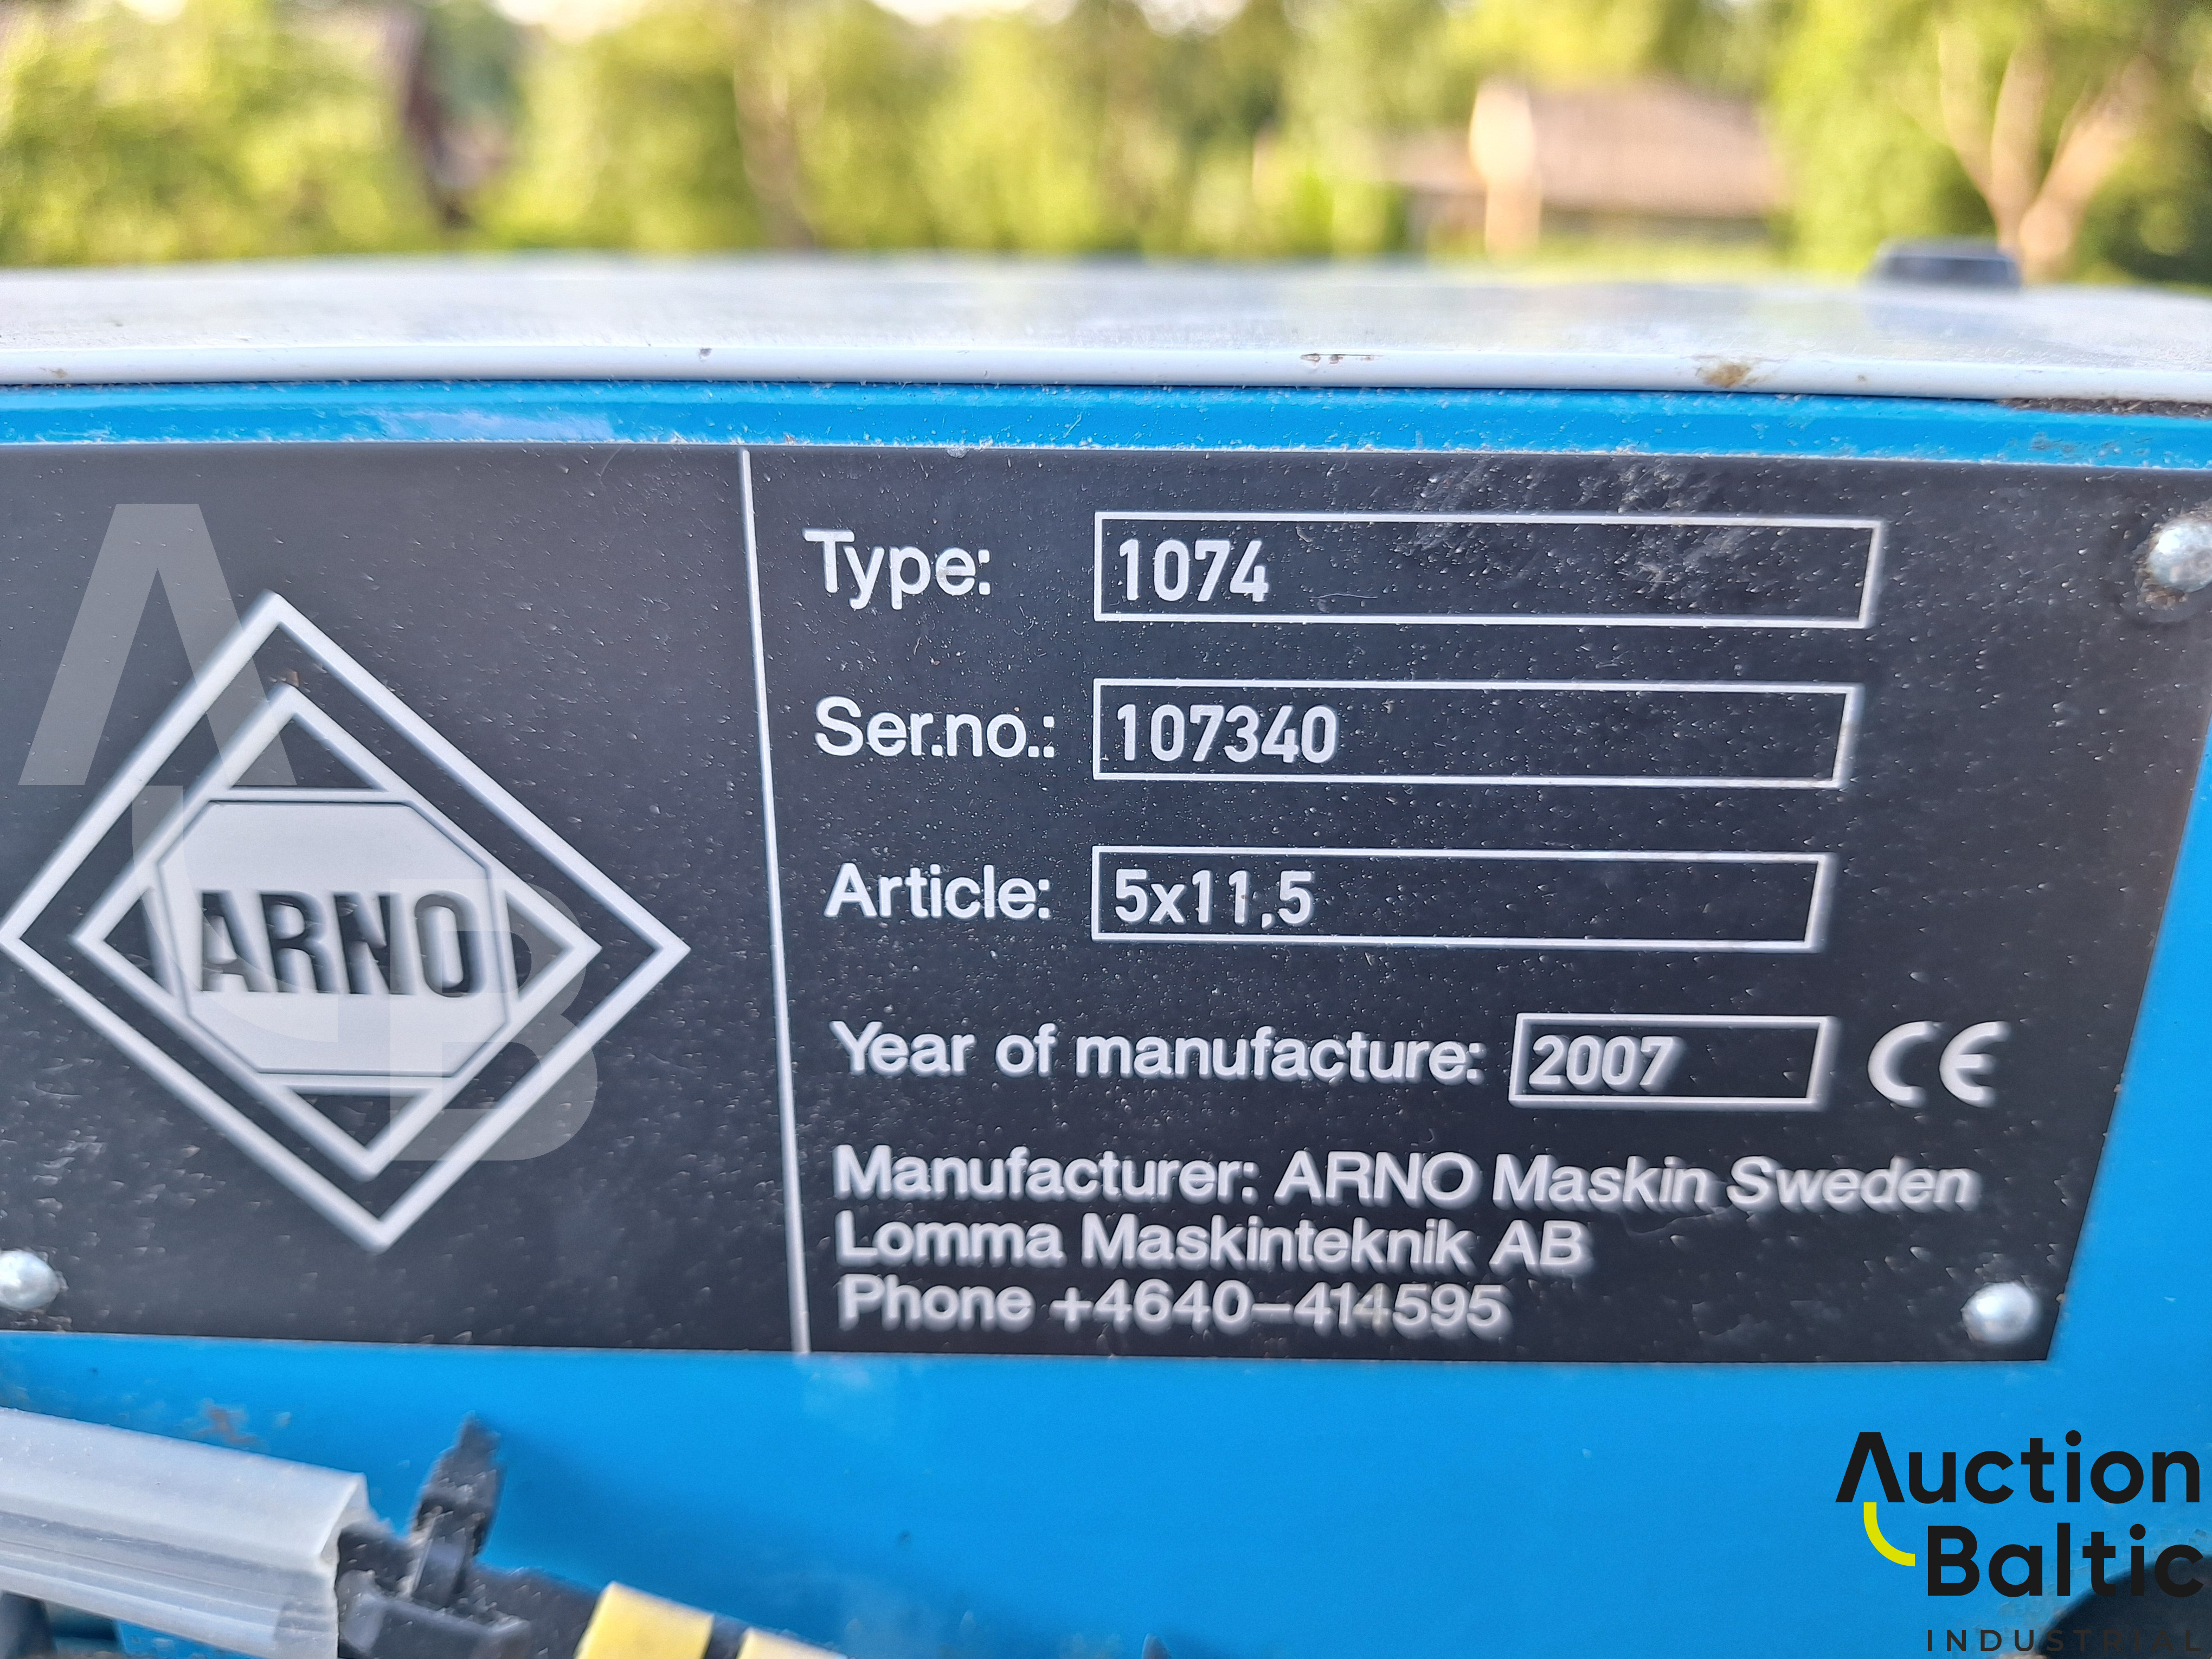 ARNO
Type: 1074
Ser.no.: 107340
Article: 5x11,5
Year of manufacture: 2007 CE
Manufacturer: ARNO Maskin Sweden
Lomma Maskinteknik AB
Phone +4640-414595
Auction
Baltic
INDUSTRIAL